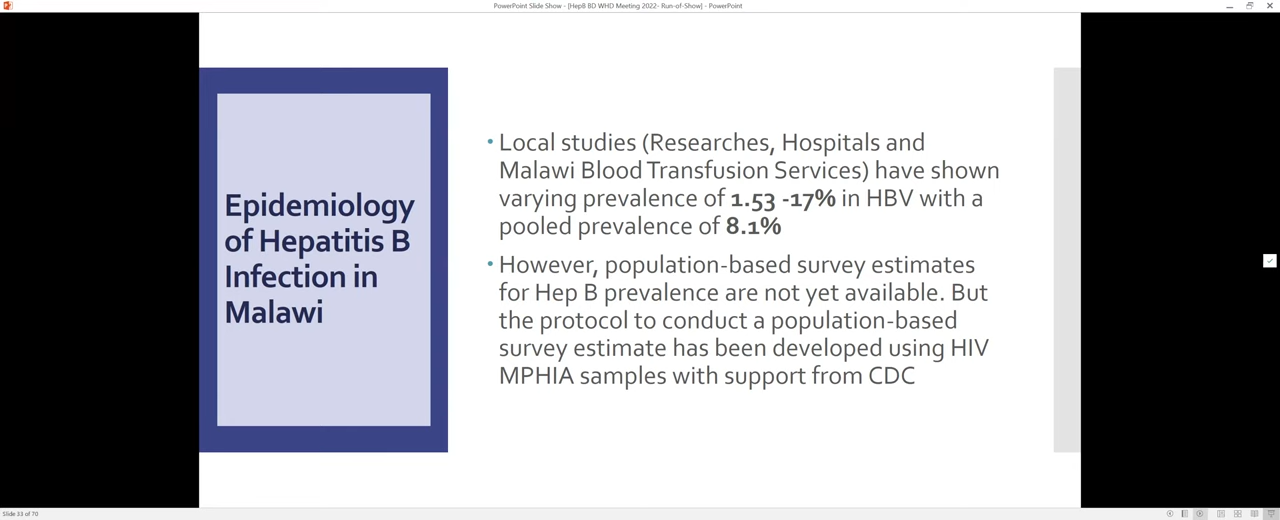 PowerPoint Slide Show - [HepB BD WHD Meeting 2022- Run-of-Show] - PowerPoint
Epidemiology
of Hepatitis B
Infection in
Malawi
• Local studies (Researches, Hospitals and
Malawi Blood Transfusion Services) have shown
varying prevalence of 1.53 -17% in HBV with a
pooled prevalence of 8.1%
• However, population-based survey estimates
for Hep B prevalence are not yet available. But
the protocol to conduct a population-based
survey estimate has been developed using HIV
MPHIA samples with support from CDC
Slide 33 of 70